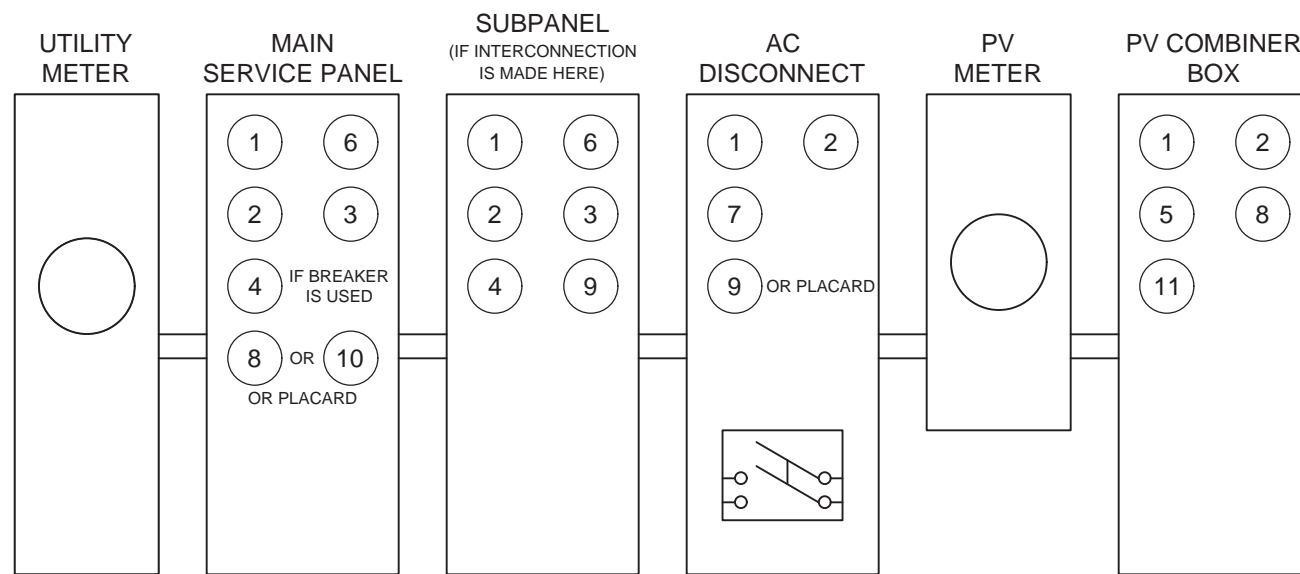 UTILITY
METER
MAIN
SERVICE PANEL
SUBPANEL
(IF INTERCONNECTION
IS MADE HERE)
AC
DISCONNECT
PV
METER
PV COMBINER
BOX
1 6
2 3
4 IF BREAKER
IS USED
8 OR 10
OR PLACARD
1 6
2 3
4 9
1 2
7
9 OR PLACARD
1 2
5 8
11